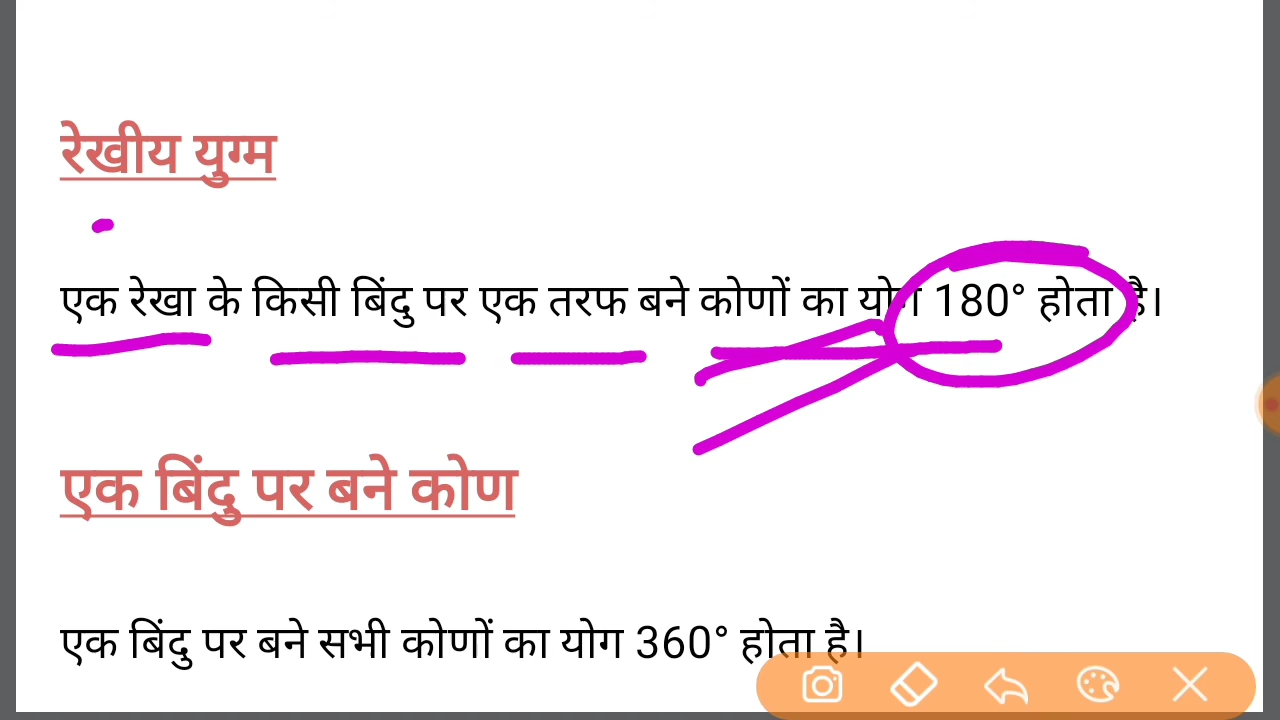 रेखीय युग्म
एक रेखा के किसी बिंदु पर एक तरफ बने कोणों का योग 180° होता है।
एक बिंदु पर बने कोण
एक बिंदु पर बने सभी कोणों का योग 360° होता है।